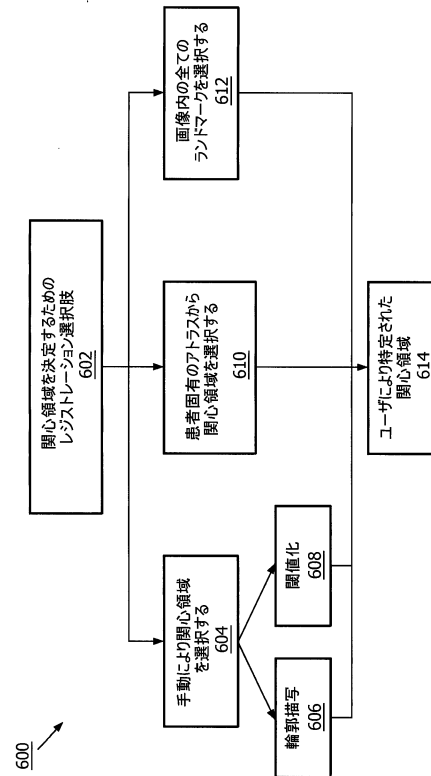 600
関心領域を決定するための
レジストレーション選択肢
602
手動により関心領域
を選択する
604
患者固有のアトラスから
関心領域を選択する
610
画像内の全ての
ランドマークを選択する
612
輪郭描写
606
閾値化
608
ユーザにより特定された
関心領域
614